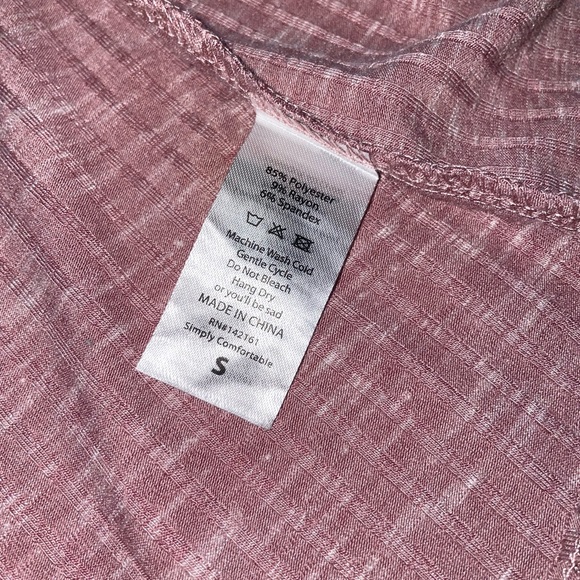 85% Polyester
9% Rayon
6% Spandex
Machine Wash Cold
Gentle Cycle
Do Not Bleach
Hang Dry
or you'll be sad
MADE IN CHINA
RN#142161
Simply Comfortable
S